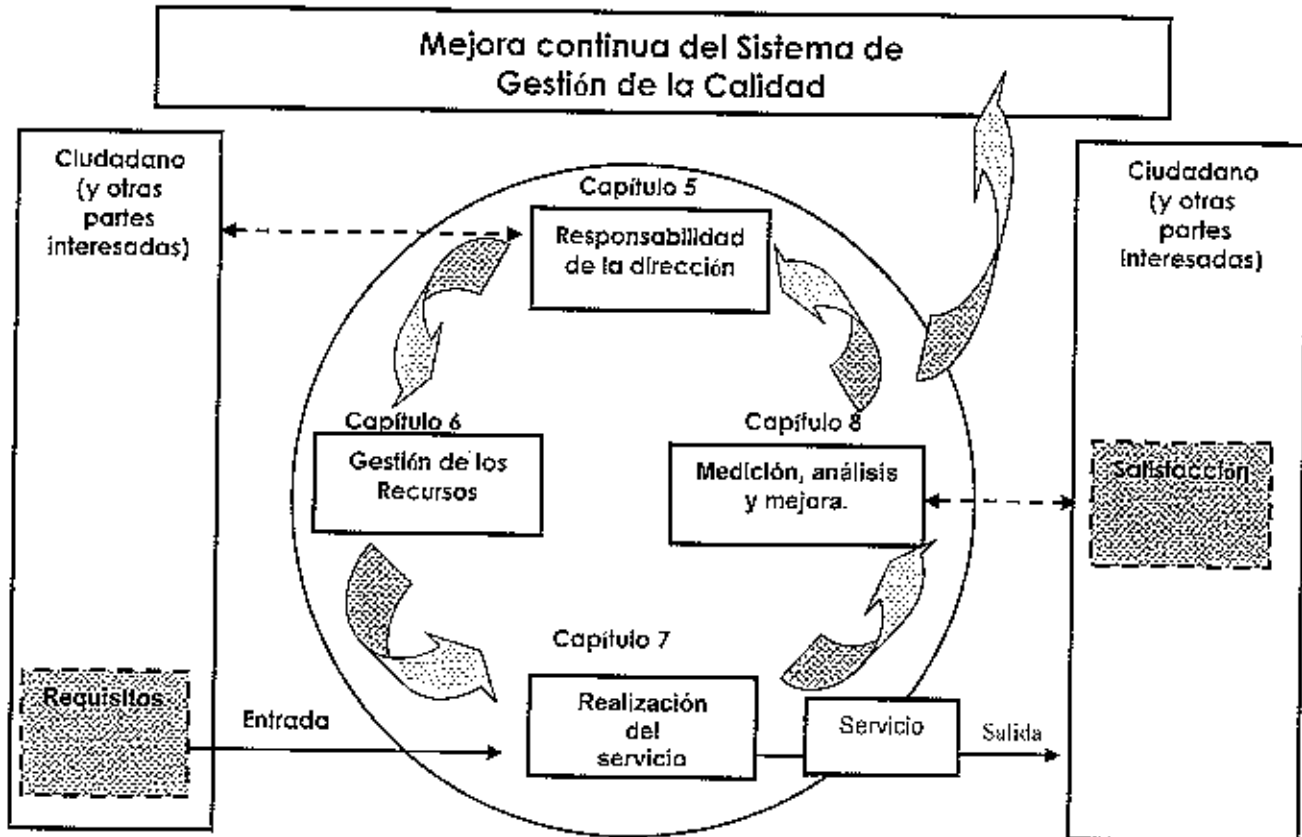 Mejora continua del Sistema de
Gestión de la Calidad
Ciudadano
(y otras
partes
interesadas)
Capítulo 5
Responsabilidad
de la dirección
Ciudadano
(y otras
partes
interesadas)
Capítulo 6
Gestión de los
Recursos
Capítulo 8
Medición, análisis
y mejora.
Satisfacción
Capítulo 7
Requisitos
Entrada
Realización
del
servicio
Servicio
Salida